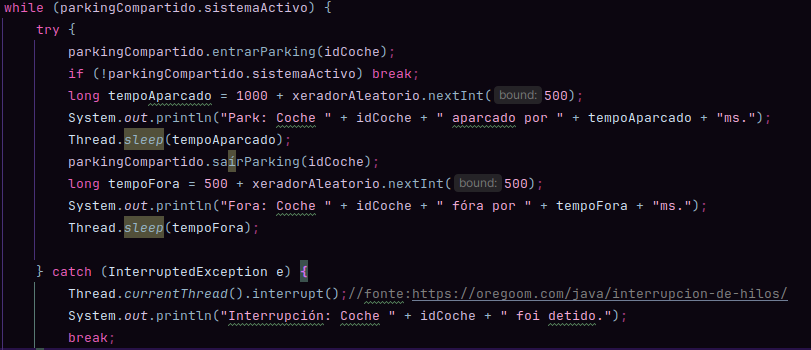 while (parkingCompartido.sistemaActivo) {
try {
parkingCompartido.entrarParking(idCoche);
if (!parkingCompartido.sistemaActivo) break;
long tempoAparcado = 1000 + xeradorAleatorio.nextInt( bound: 500);
System.out.println("Park: Coche " + idCoche + " aparcado por " + tempoAparcado + "ms.");
Thread.sleep(tempoAparcado);
parkingCompartido.saírParking(idCoche);
long tempoFora = 500 + xeradorAleatorio.nextInt( bound: 500);
System.out.println("Fora: Coche " + idCoche + " fóra por " + tempoFora + "ms.");
Thread.sleep(tempoFora);
} catch (InterruptedException e) {
Thread.currentThread().interrupt();//fonte:https://oregoom.com/java/interrupcion-de-hilos/
System.out.println("Interrupción: Coche " + idCoche + " foi detido.");
break;